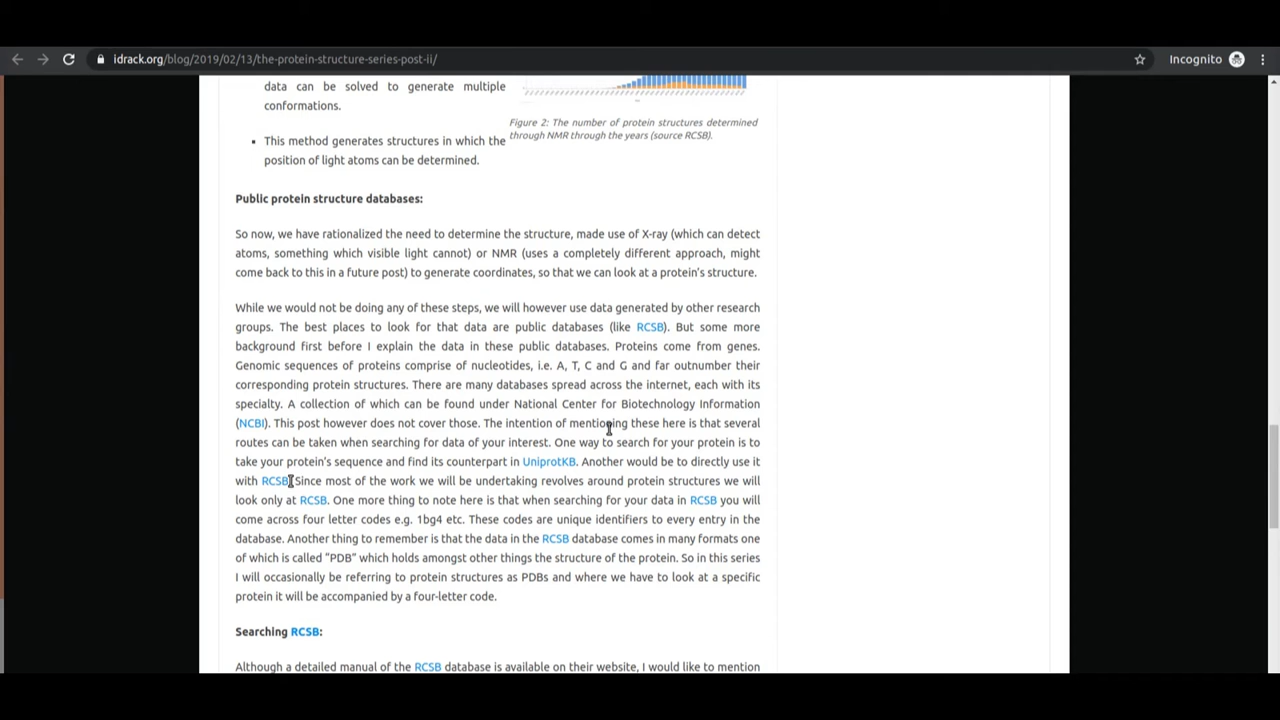 idrack.org/blog/2019/02/13/the-protein-structure-series-post-ii/
Incognito
data can be solved to generate multiple
conformations.
Figure 2: The number of protein structures determined
through NMR through the years (source RCSB).
This method generates structures in which the
position of light atoms can be determined.
Public protein structure databases:
So now, we have rationalized the need to determine the structure, made use of X-ray (which can detect
atoms, something which visible light cannot) or NMR (uses a completely different approach, might
come back to this in a future post) to generate coordinates, so that we can look at a protein's structure.
While we would not be doing any of these steps, we will however use data generated by other research
groups. The best places to look for that data are public databases (like RCSB). But some more
background first before I explain the data in these public databases. Proteins come from genes.
Genomic sequences of proteins comprise of nucleotides, i.e. A, T, C and G and far outnumber their
corresponding protein structures. There are many databases spread across the internet, each with its
specialty. A collection of which can be found under National Center for Biotechnology Information
(NCBI). This post however does not cover those. The intention of mentioning these here is that several
routes can be taken when searching for data of your interest. One way to search for your protein is to
take your protein's sequence and find its counterpart in UniprotKB. Another would be to directly use it
with RCSB. Since most of the work we will be undertaking revolves around protein structures we will
look only at RCSB. One more thing to note here is that when searching for your data in RCSB you will
come across four letter codes e.g. 1bg4 etc. These codes are unique identifiers to every entry in the
database. Another thing to remember is that the data in the RCSB database comes in many formats one
of which is called “PDB” which holds amongst other things the structure of the protein. So in this series
I will occasionally be referring to protein structures as PDBs and where we have to look at a specific
protein it will be accompanied by a four-letter code.
Searching RCSB:
Although a detailed manual of the RCSB database is available on their website, I would like to mention